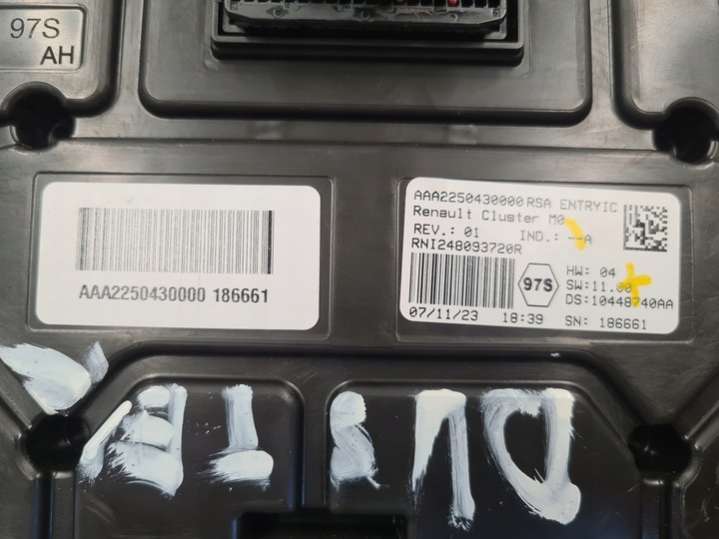 97S
AH
AAA2250430000 186661
AAA2250430000 RSA ENTRYIC
Renault Cluster M0
REV.: 01 IND.: --A
RNI248093720R
97S
HW: 04
SW:11.00
DS:10448740AA
07/11/23 18:39 SN: 186661